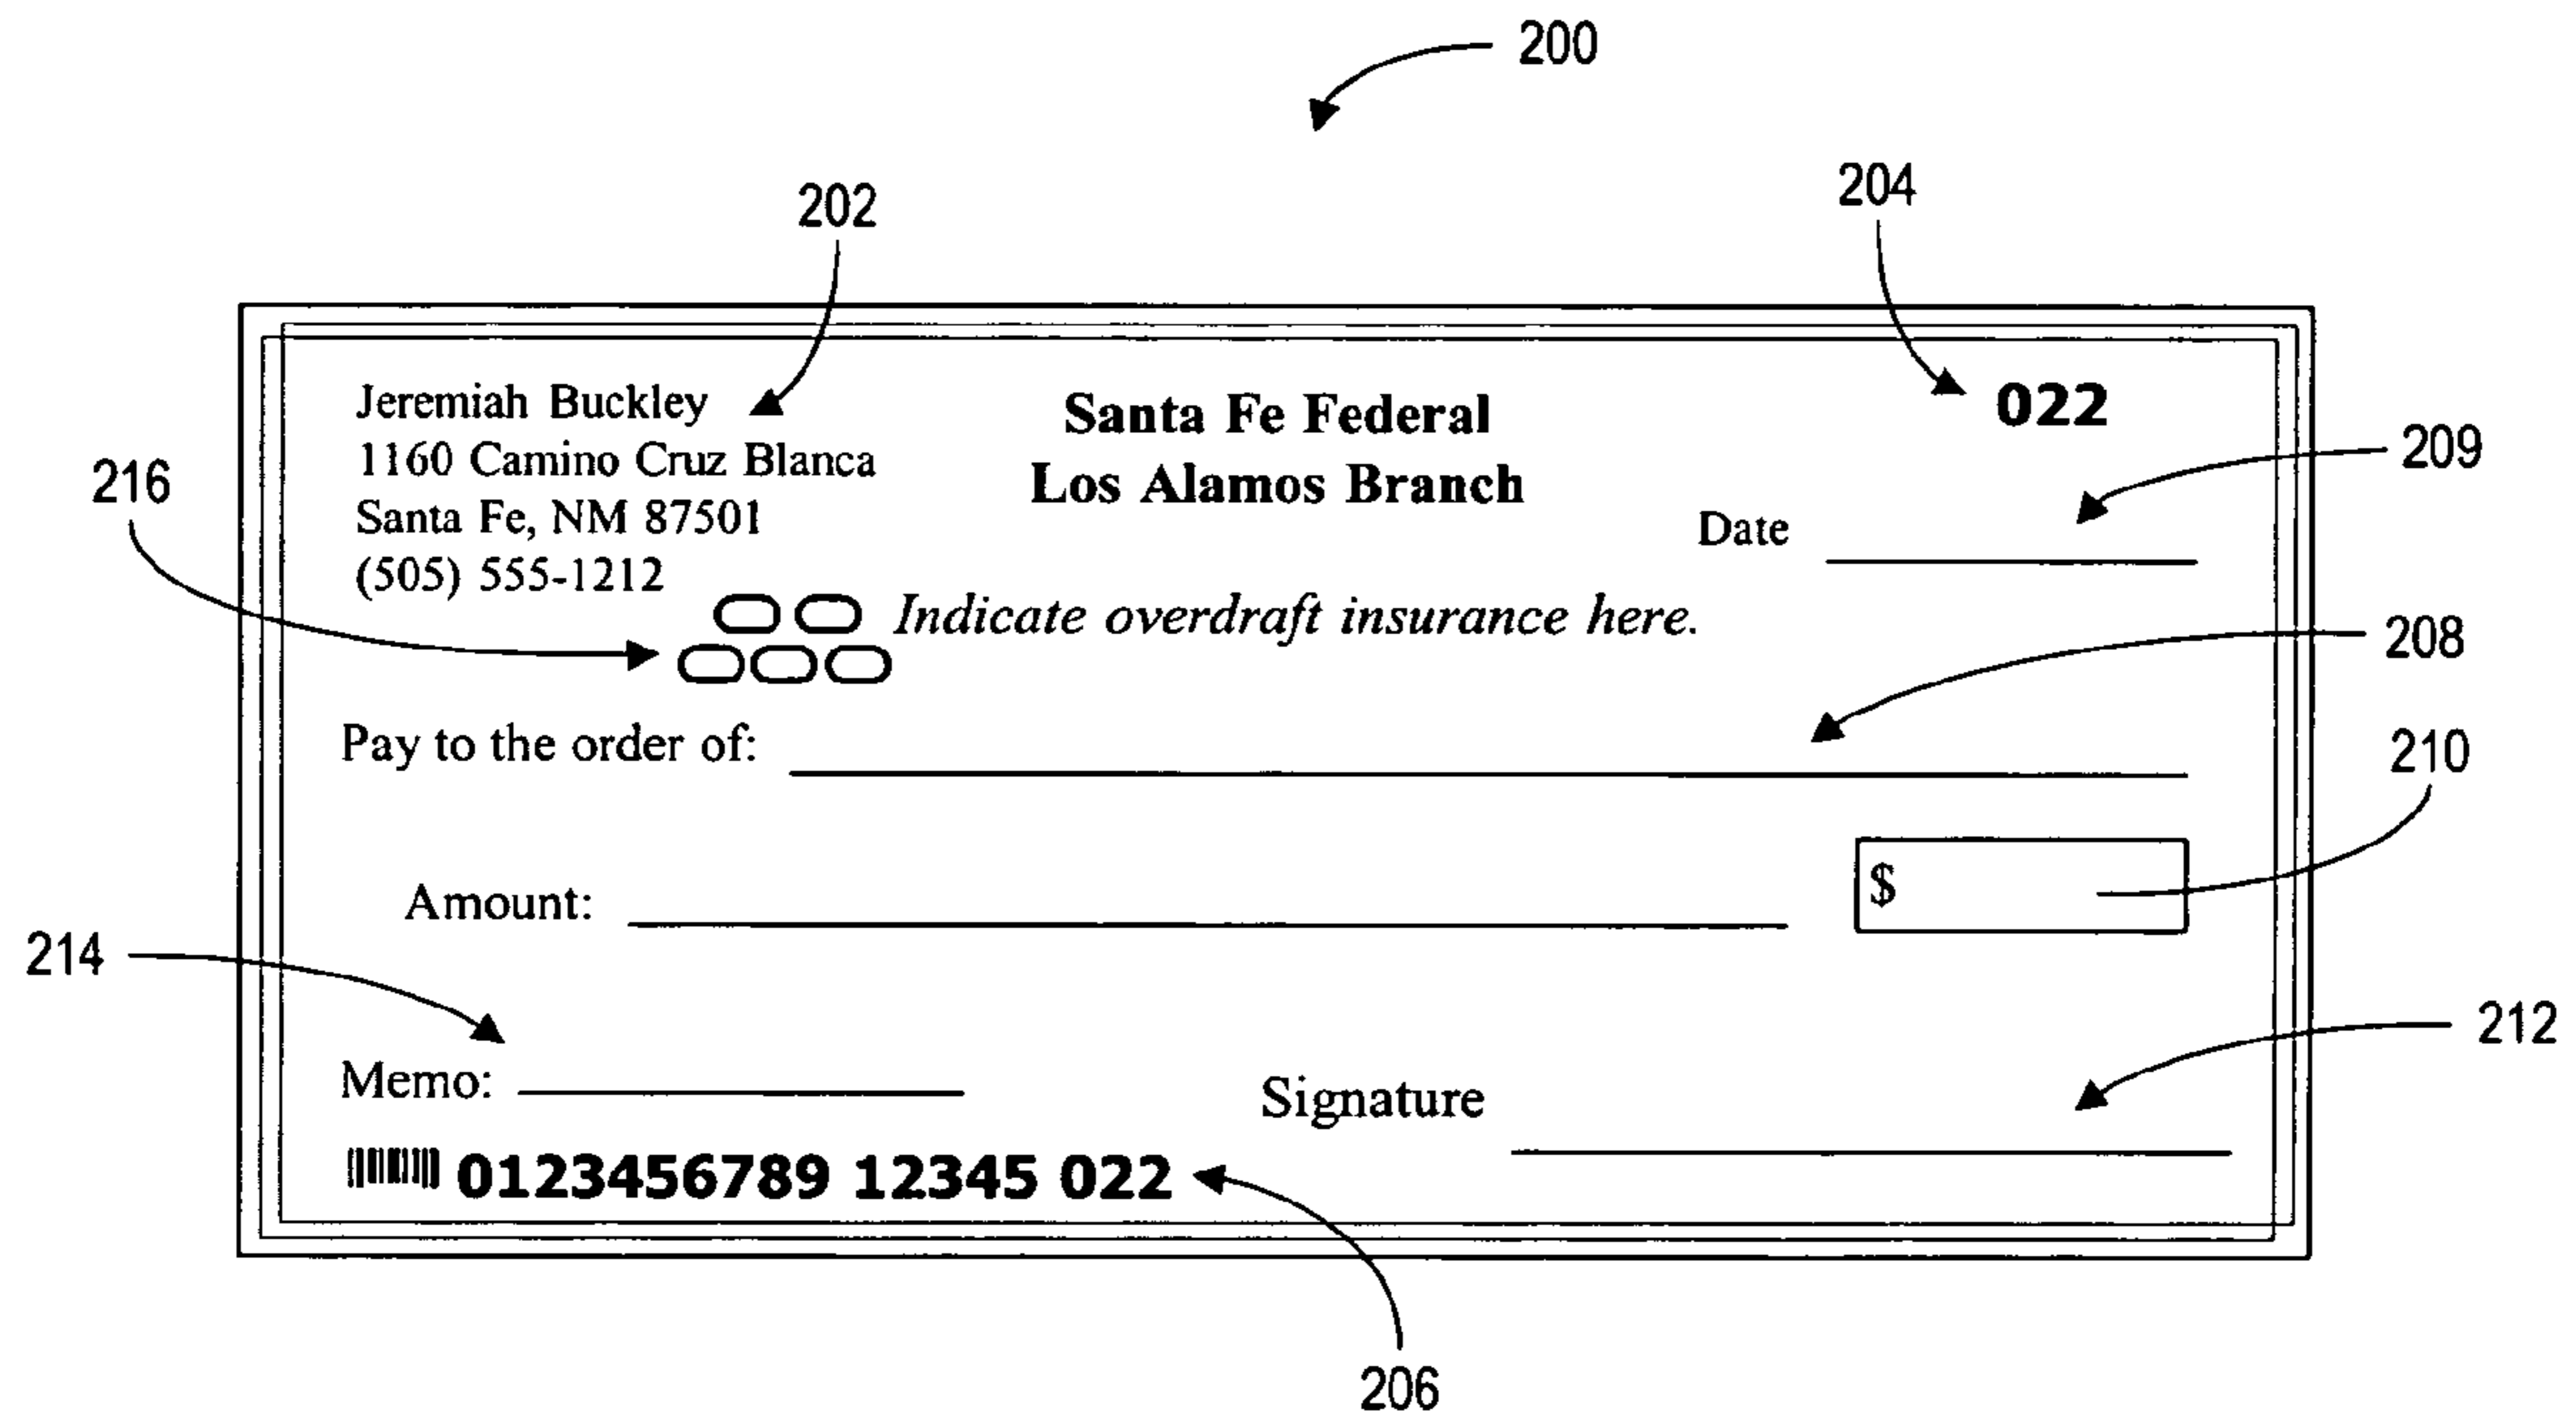 200
202
204
Jeremiah Buckley
1160 Camino Cruz Blanca
Santa Fe, NM 87501
(505) 555-1212
Santa Fe Federal
Los Alamos Branch
022
209
Date
216
Indicate overdraft insurance here.
208
Pay to the order of:
210
Amount:
$
214
212
Memo:
Signature
0123456789 12345 022
206